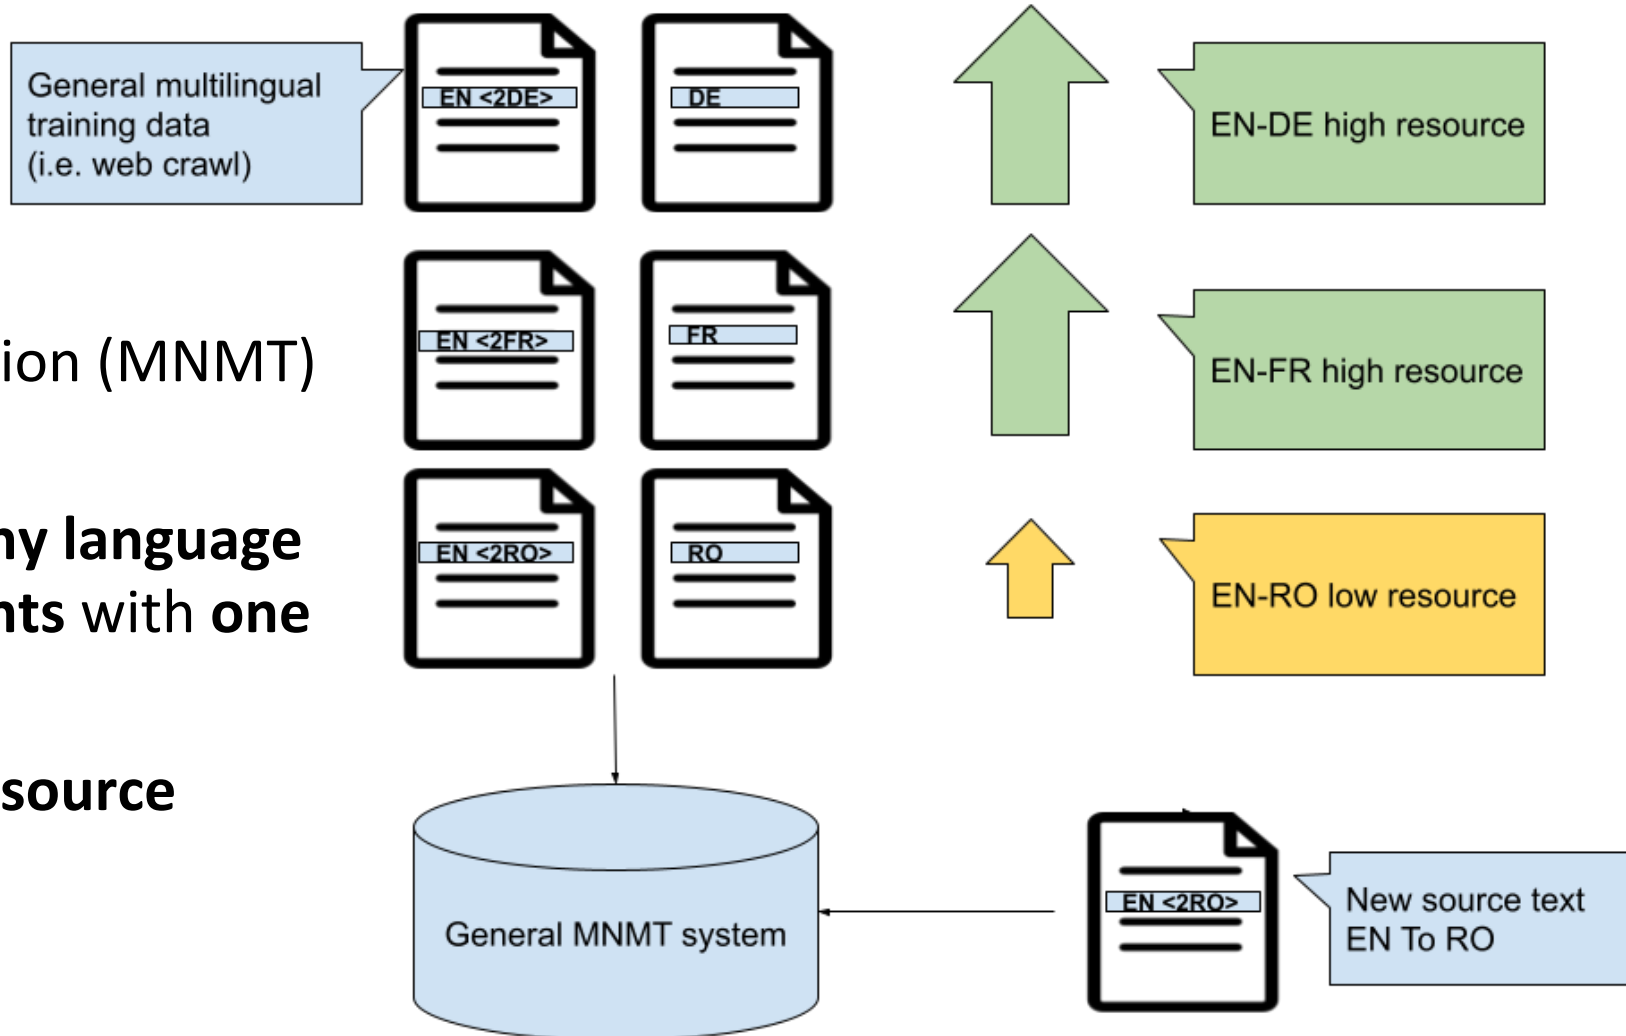 General multilingual
training data
(i.e. web crawl)
EN <2DE>
DE
EN-DE high resource
ion (MNMT)
EN <2FR>
FR
EN-FR high resource
ny language
nts with one
EN <2RO>
RO
EN-RO low resource
source
General MNMT system
EN <2RO>
New source text
EN To RO